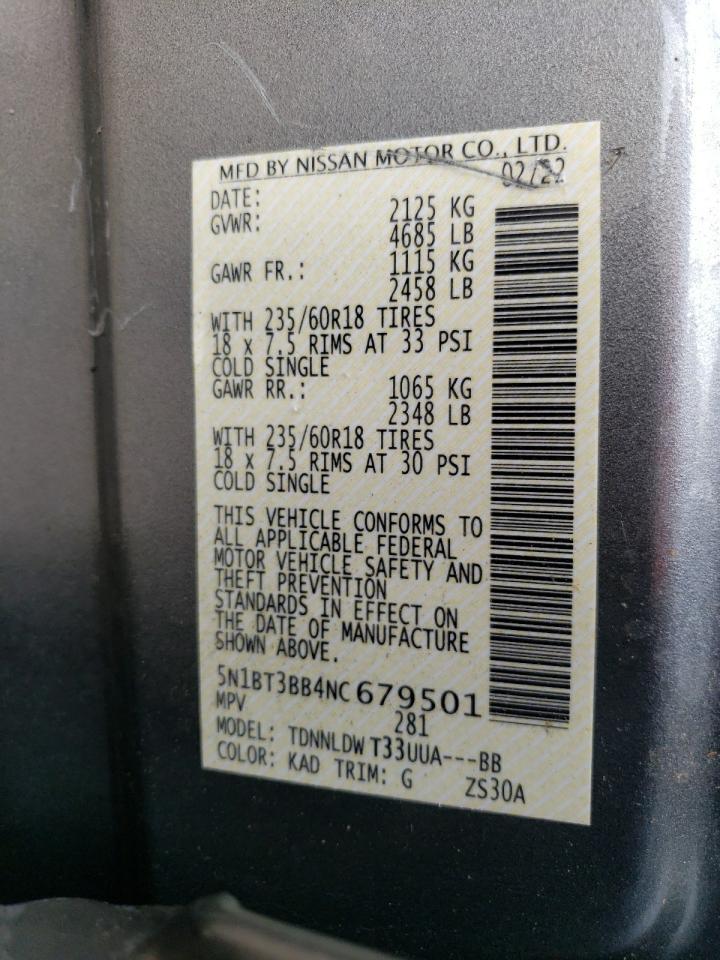 MFD BY NISSAN MOTOR CO., LTD.
DATE: 02/22
GVWR: 2125 KG
4685 LB
GAWR FR.: 1115 KG
2458 LB
WITH 235/60R18 TIRES
18 x 7.5 RIMS AT 33 PSI
COLD SINGLE
GAWR RR.: 1065 KG
2348 LB
WITH 235/60R18 TIRES
18 x 7.5 RIMS AT 30 PSI
COLD SINGLE
THIS VEHICLE CONFORMS TO
ALL APPLICABLE FEDERAL
MOTOR VEHICLE SAFETY AND
THEFT PREVENTION
STANDARDS IN EFFECT ON
THE DATE OF MANUFACTURE
SHOWN ABOVE.
5N1BT3BB4NC679501
MPV 281
MODEL: TDNNLDW T33UUA---BB
COLOR: KAD TRIM: G ZS30A